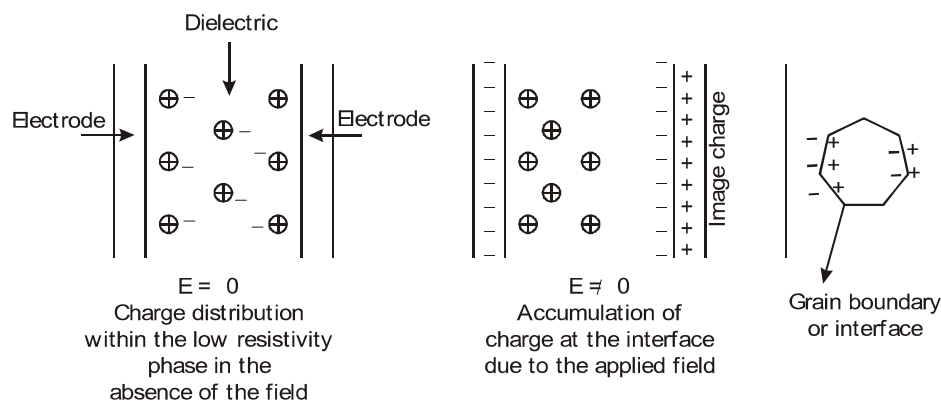 Dielectric
Electrode
Electrode
E = 0
Charge distribution
within the low resistivity
phase in the
absence of the field
Image charge
E ≠ 0
Accumulation of
charge at the interface
due to the applied field
Grain boundary
or interface